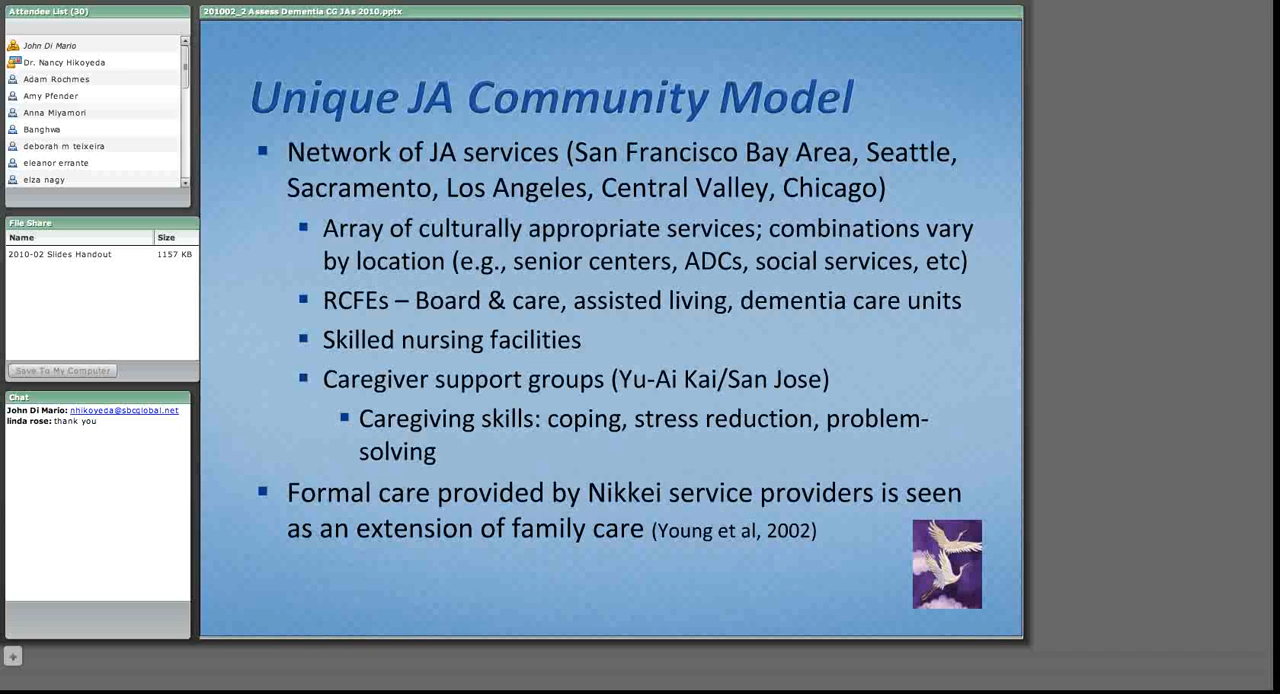 Attendee List (30)
John Di Mario
Dr. Nancy Hikoyeda
Adam Rochmes
Amy Pfender
Anna Miyamori
Banghwa
deborah m teixeira
eleanor errante
elza nagy
File Share
Name Size
2010-02 Slides Handout 1157 KB
Save To My Computer
Chat
John Di Mario: nhikoyeda@sbcglobal.net
linda rose: thank you
201002_2 Assess Dementia CG JAs 2010.pptx
Unique JA Community Model
Network of JA services (San Francisco Bay Area, Seattle,
Sacramento, Los Angeles, Central Valley, Chicago)
Array of culturally appropriate services; combinations vary
by location (e.g., senior centers, ADCs, social services, etc)
RCFEs – Board & care, assisted living, dementia care units
Skilled nursing facilities
Caregiver support groups (Yu-Ai Kai/San Jose)
Caregiving skills: coping, stress reduction, problem-
solving
Formal care provided by Nikkei service providers is seen
as an extension of family care (Young et al, 2002)